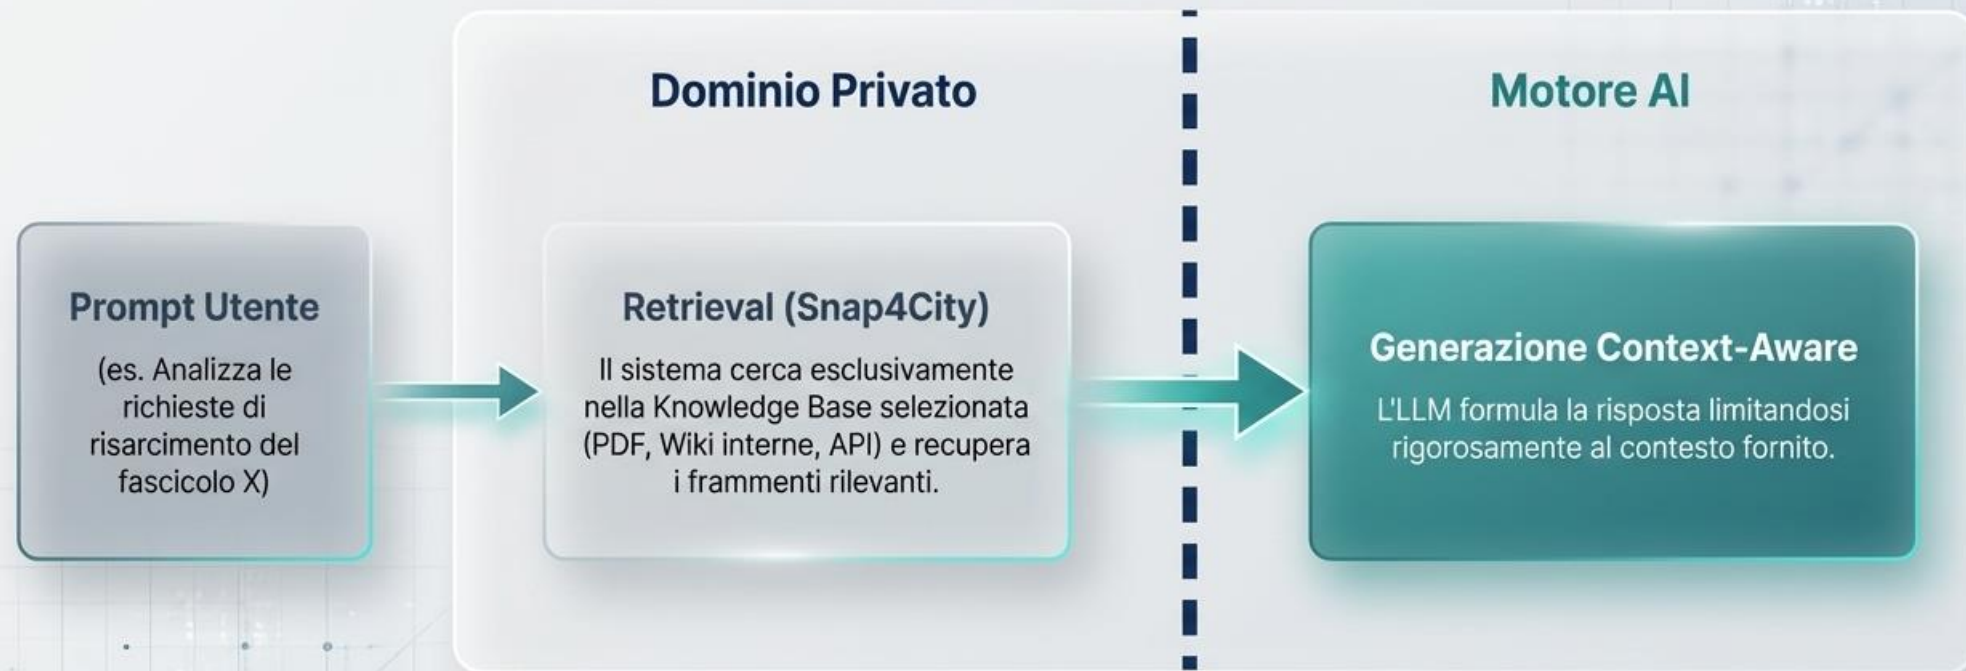 Dominio Privato
Motore AI
Prompt Utente
(es. Analizza le
richieste di
risarcimento del
fascicolo X)
Retrieval (Snap4City)
Il sistema cerca esclusivamente
nella Knowledge Base selezionata
(PDF, Wiki interne, API) e recupera
i frammenti rilevanti.
Generazione Context-Aware
L'LLM formula la risposta limitandosi
rigorosamente al contesto fornito.